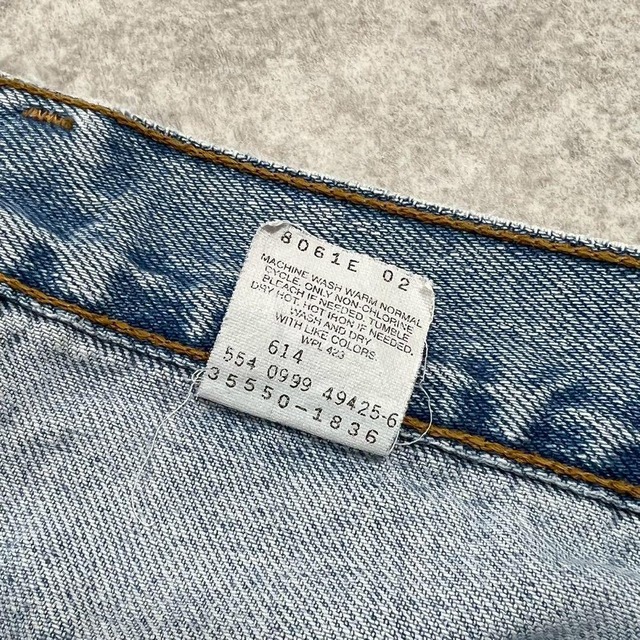 8061E 02
MACHINE WASH WARM NORMAL
CYCLE, ONLY NON-CHLORINE
BLEACH IF NEEDED. TUMBLE
DRY HOT. HOT IRON IF NEEDED.
WASH AND DRY
WITH LIKE COLORS.
WPL 423
614
554 0999 49425-6
35550-1836